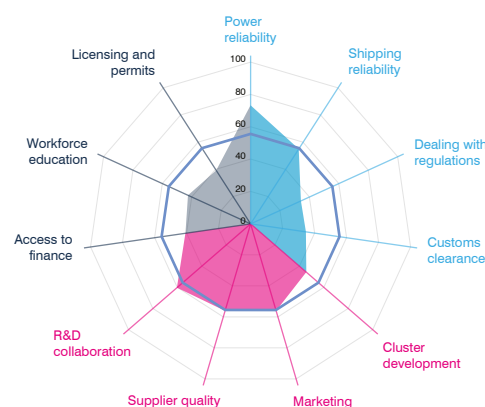 Power
reliability
Shipping
reliability
Dealing with
regulations
Customs
clearance
Cluster
development
Marketing
Supplier quality
R&D
collaboration
Access to
finance
Workforce
education
Licensing and
permits
100
80
60
40
20
0